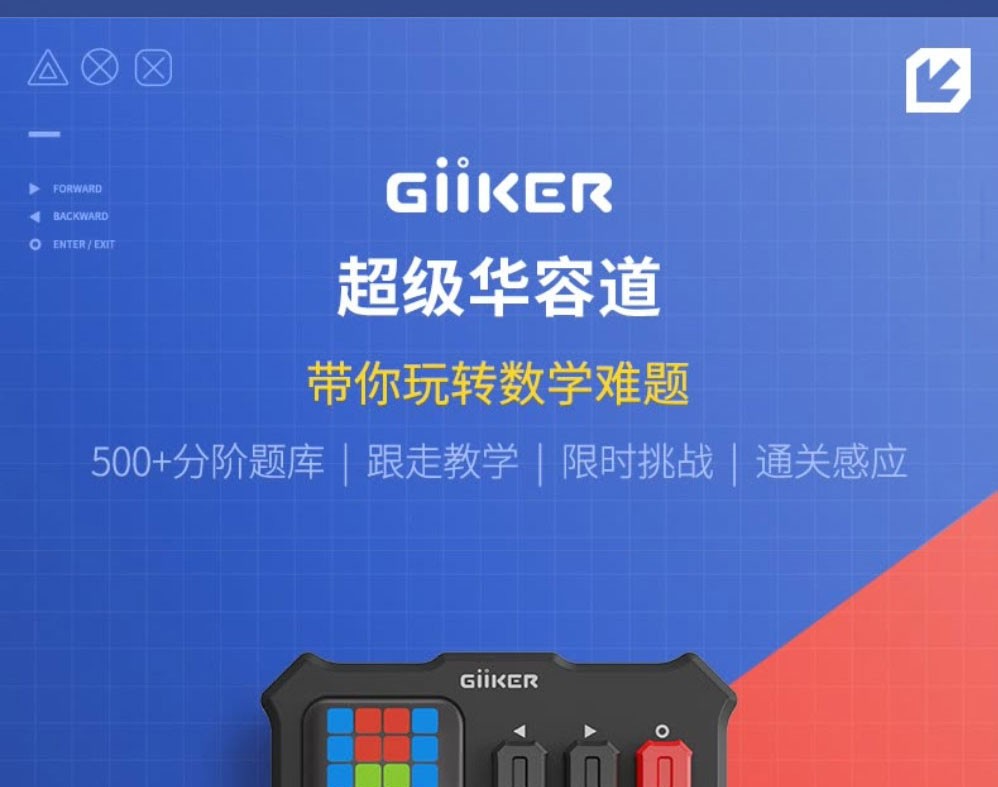 GiiKER
超级华容道
带你玩转数学难题
500+分阶题库 | 跟走教学 | 限时挑战 | 通关感应
FORWARD
BACKWARD
ENTER / EXIT
GiiKER